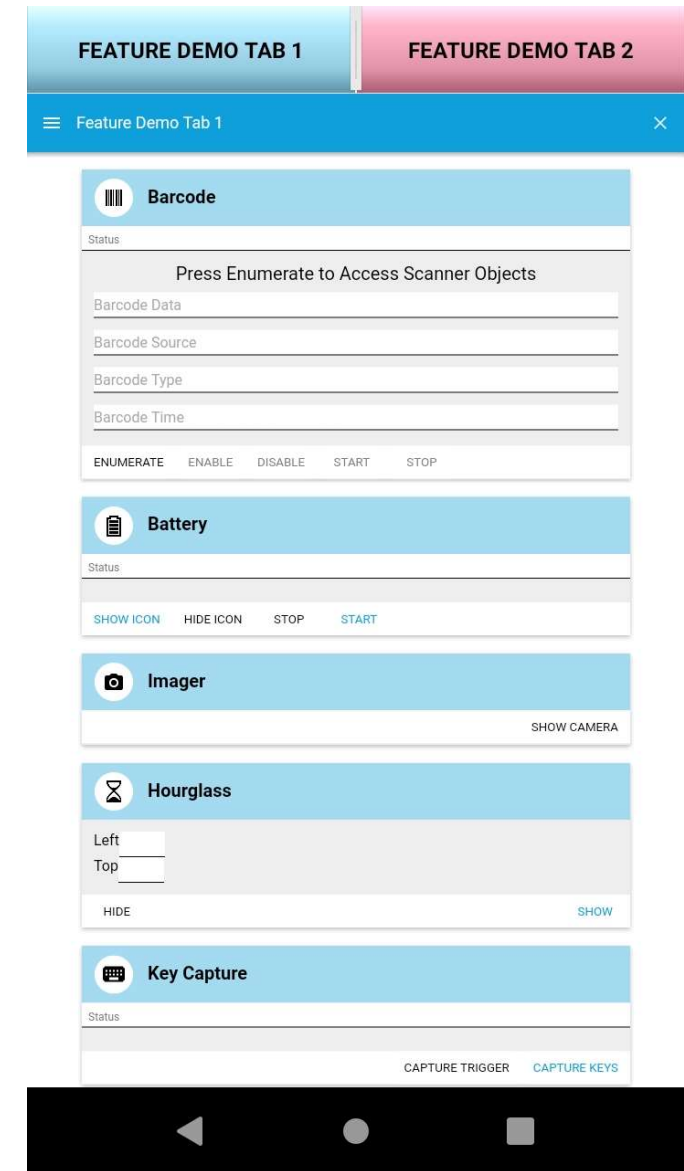 FEATURE DEMO TAB 1 FEATURE DEMO TAB 2
Feature Demo Tab 1
Barcode
Status
Press Enumerate to Access Scanner Objects
Barcode Data
Barcode Source
Barcode Type
Barcode Time
ENUMERATE ENABLE DISABLE START STOP
Battery
Status
SHOW ICON HIDE ICON STOP START
Imager
SHOW CAMERA
Hourglass
Left
Top
HIDE SHOW
Key Capture
Status
CAPTURE TRIGGER CAPTURE KEYS